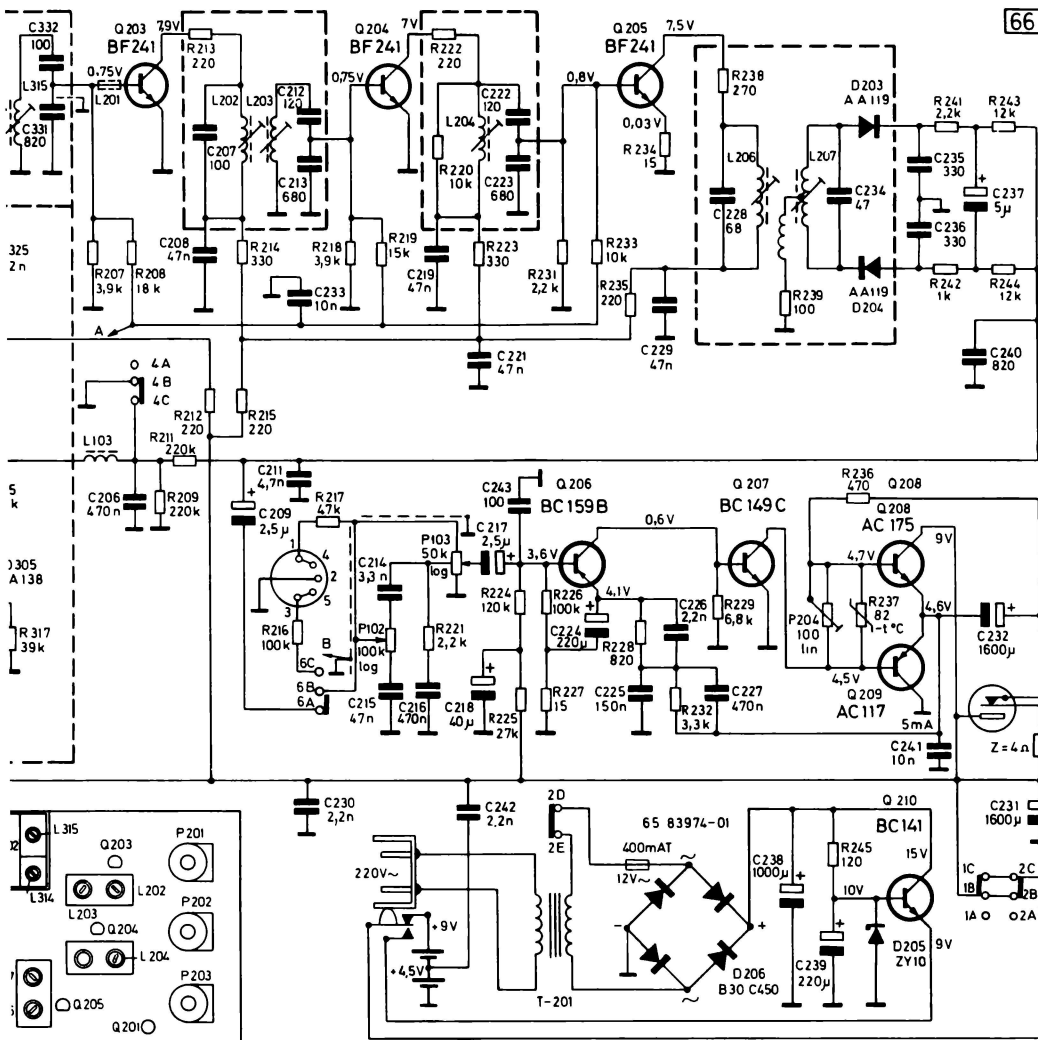 66
C332
100
L315
C331
820
0.75V
L201
Q203
BF241
7,9V
R213
220
L202
L203
C207
100
C212
120
C213
680
0,75V
Q204
BF241
7V
R222
220
L204
R220
10k
C222
120
C223
680
0,8V
Q205
BF241
7,5V
0,03V
R234
15
R238
270
L206
C228
68
L207
R239
100
C234
47
D203
AA119
AA119
D204
R241
2,2k
R243
12k
C235
330
C236
330
C237
5µ
+
R242
1k
R244
12k
C240
820
325
2n
R207
3,9k
R208
18k
A
C208
47n
R214
330
C233
10n
R218
3,9k
R219
15k
C219
47n
R223
330
C221
47n
R231
2,2k
R233
10k
R235
220
C229
47n
4A
4B
4C
L103
R211
220k
R212
220
R215
220
C206
470n
R209
220k
5
k
0305
A138
R317
39k
C209
2,5µ
+
C211
4,7n
R217
47k
1
4
2
5
3
R216
100k
B
6C
6B
6A
C214
3,3n
P102
100k
log
C215
47n
R221
2,2k
C216
470n
P103
50k
log
C217
2,5µ
+
C218
40µ
C243
100
3,6V
R224
120k
R225
27k
R226
100k
R227
15
Q206
BC159B
4,1V
C224
220µ
R228
820
C225
150n
C226
2,2n
R232
3,3k
C227
470n
0,6V
R229
6,8k
Q207
BC149C
R236
470
Q208
Q208
AC175
9V
4,7V
P204
100
lin
R237
82
-t°C
4,6V
4,5V
Q209
AC117
5mA
C232
1600µ
+
C241
10n
Z=4Ω
C230
2,2n
C242
2,2n
220V~
+9V
+4,5V
T-201
2D
2E
400mAT
12V~
65 83974-01
~
-
+
~
D206
B30 C450
C238
1000µ
+
R245
120
10V
C239
220µ
+
D205
ZY10
Q210
BC141
15V
9V
C231
1600µ
1C
1B
1A
2C
2B
2A
L315
L314
Q203
L202
L203
Q204
L204
Q205
Q201
P201
P202
P203